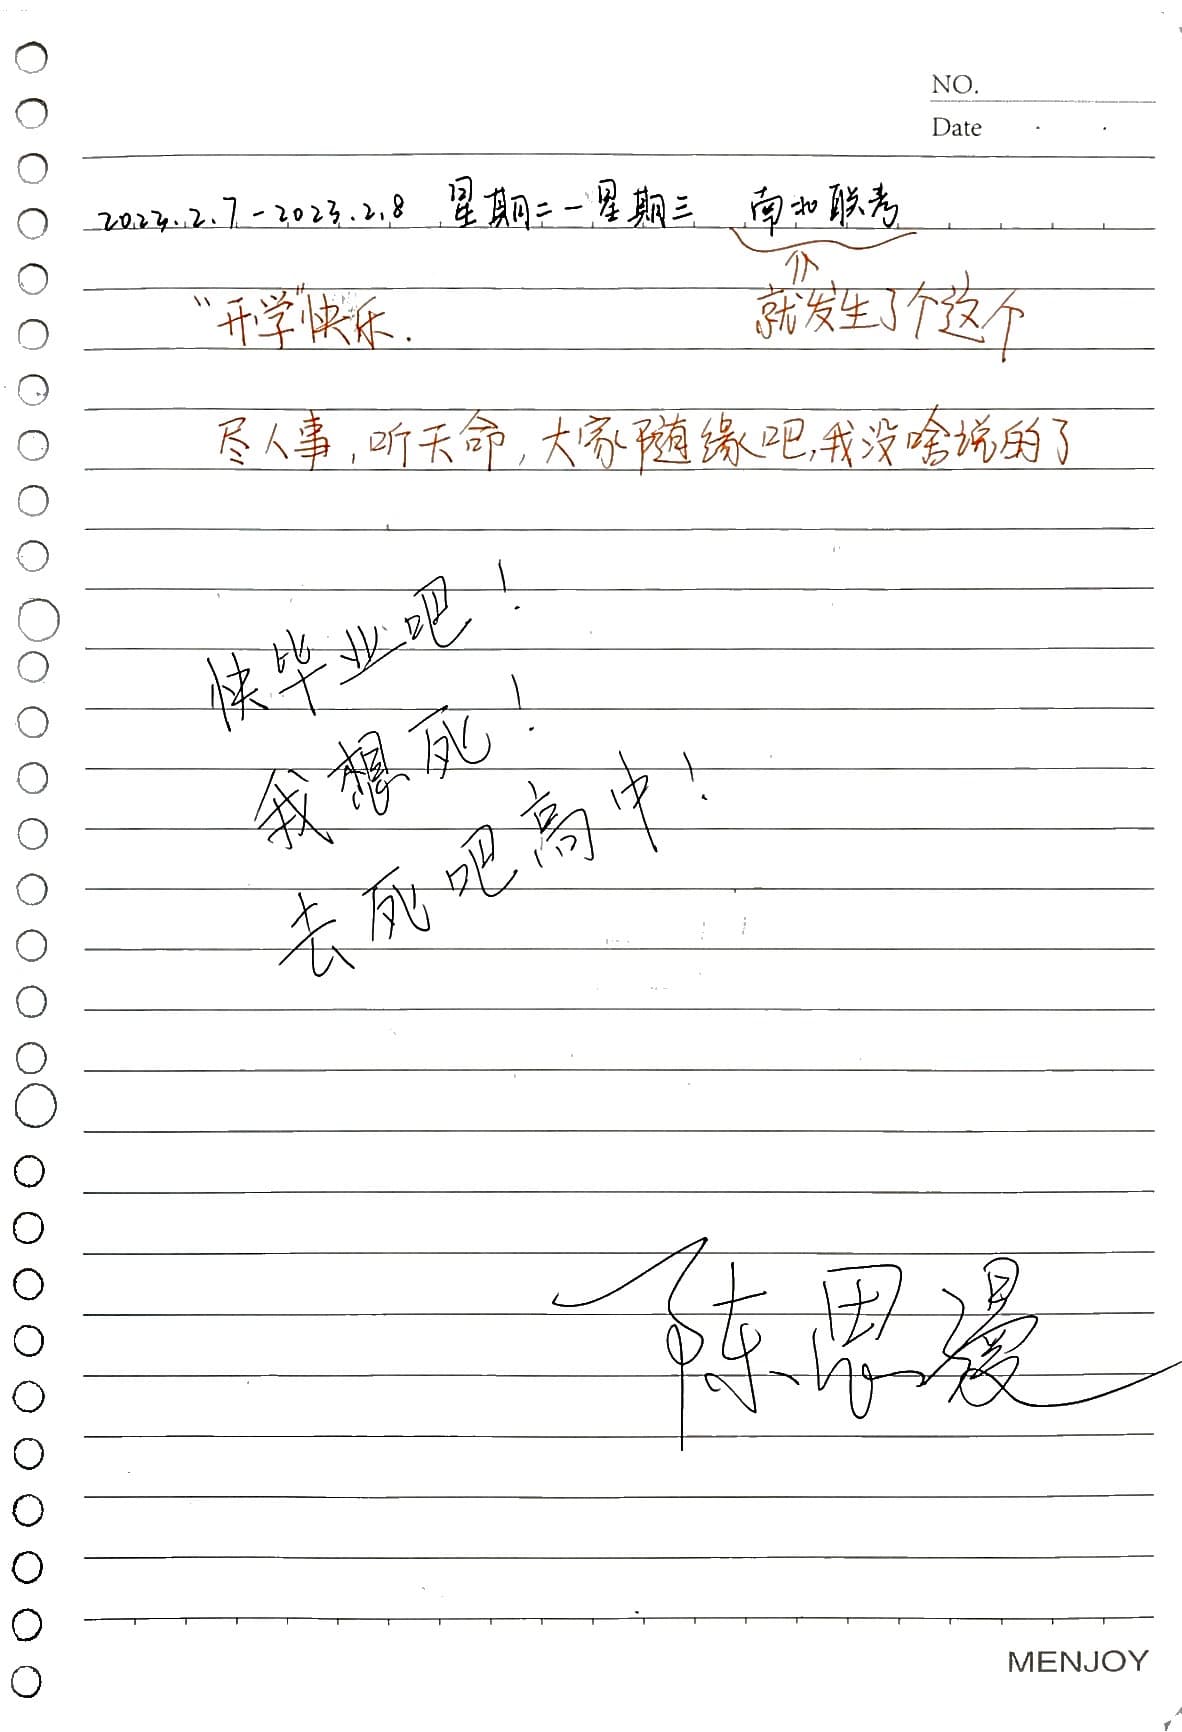 NO.
Date
2023.2.7-2023.2.8 星期二-星期三 南北联考
"开学"快乐. 就发生了个这个
尽人事,听天命,大家随缘吧,我没啥说的了
快毕业吧!
我想死!
去死吧高中!
陈思漫
MENJOY